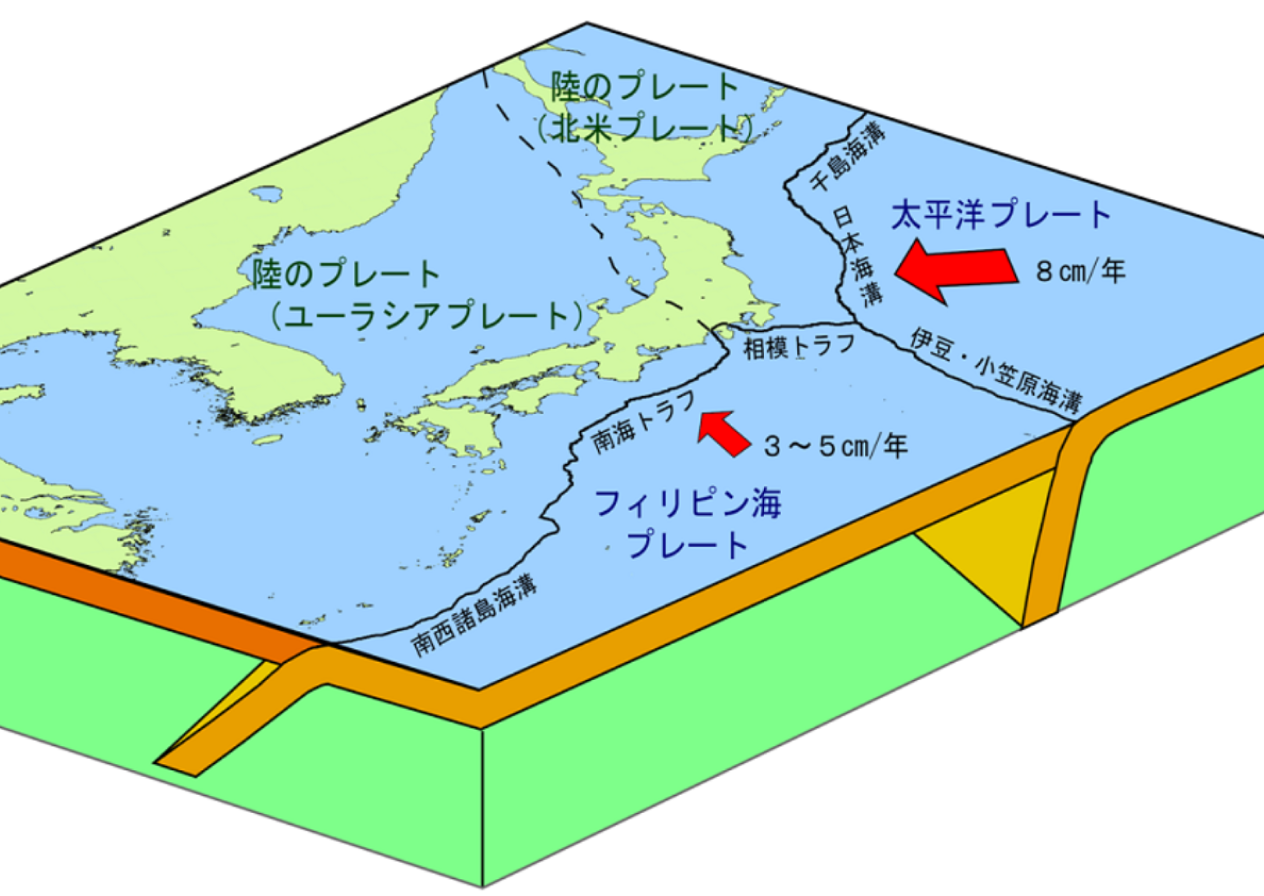 陸のプレート
（北米プレート）
千島海溝
太平洋プレート
日本海溝
8cm/年
陸のプレート
（ユーラシアプレート）
相模トラフ
伊豆・小笠原海溝
南海トラフ
3～5cm/年
フィリピン海
プレート
南西諸島海溝